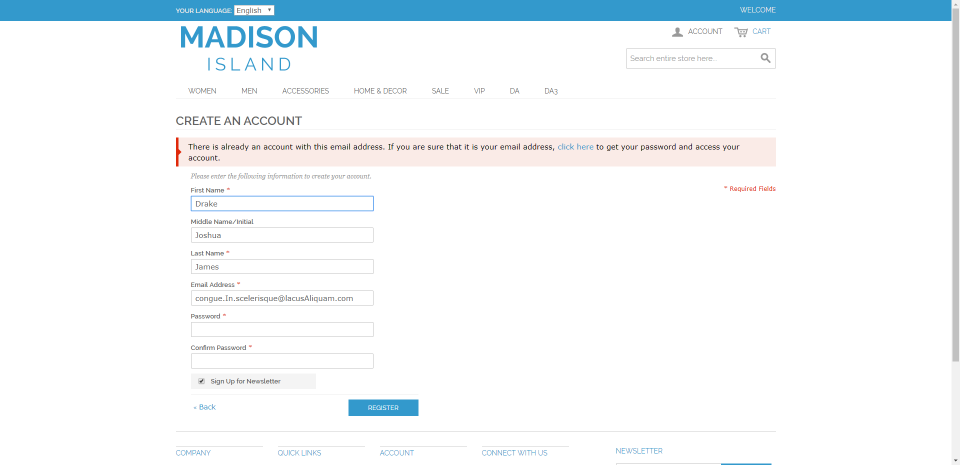 YOUR LANGUAGE: English WELCOME
MADISON
ISLAND
ACCOUNT CART
Search entire store here...
WOMEN MEN ACCESSORIES HOME & DECOR SALE VIP DA DA3
CREATE AN ACCOUNT
There is already an account with this email address. If you are sure that it is your email address, click here to get your password and access your
account.
Please enter the following information to create your account.
First Name * * Required Fields
Drake
Middle Name/Initial
Joshua
Last Name *
James
Email Address *
congue.In.scelerisque@lacusAliquam.com
Password *
Confirm Password *
Sign Up for Newsletter
« Back REGISTER
COMPANY QUICK LINKS ACCOUNT CONNECT WITH US NEWSLETTER